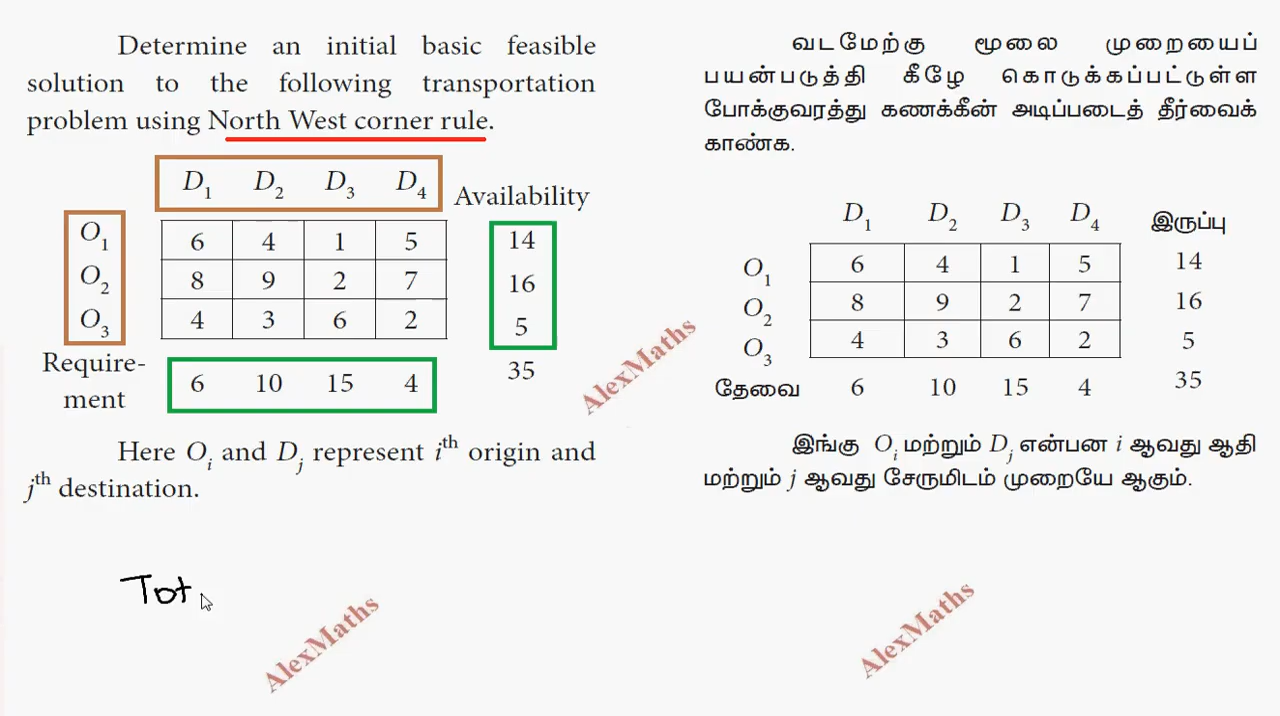 Determine an initial basic feasible
solution to the following transportation
problem using North West corner rule.
D1 D2 D3 D4 Availability
O1 6 4 1 5 14
O2 8 9 2 7 16
O3 4 3 6 2 5
Require-
ment 6 10 15 4 35
Here Oi and Dj represent ith origin and
jth destination.
Tot
வடமேற்கு மூலை முறையைப்
பயன்படுத்தி கீழே கொடுக்கப்பட்டுள்ள
போக்குவரத்து கணக்கீன் அடிப்படைத் தீர்வைக்
காண்க.
D1 D2 D3 D4 இருப்பு
O1 6 4 1 5 14
O2 8 9 2 7 16
O3 4 3 6 2 5
தேவை 6 10 15 4 35
இங்கு Oi மற்றும் Dj என்பன i ஆவது ஆதி
மற்றும் j ஆவது சேருமிடம் முறையே ஆகும்.
AlexMaths
AlexMaths
AlexMaths